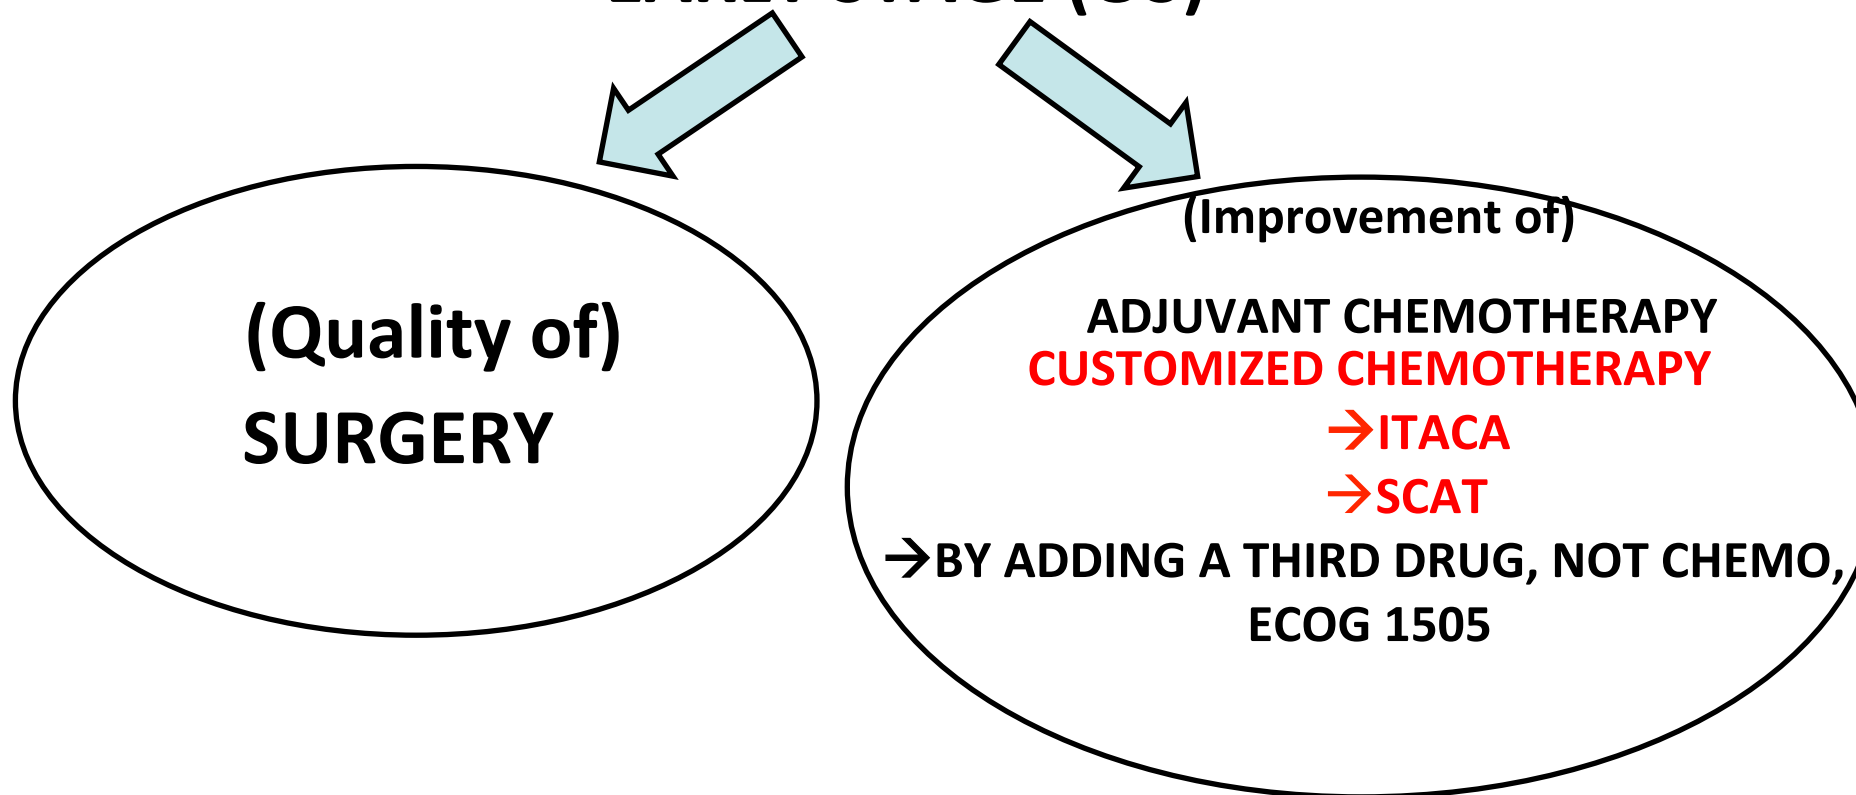 (Quality of)
SURGERY
(Improvement of)
ADJUVANT CHEMOTHERAPY
CUSTOMIZED CHEMOTHERAPY
→ITACA
→SCAT
→BY ADDING A THIRD DRUG, NOT CHEMO,
ECOG 1505